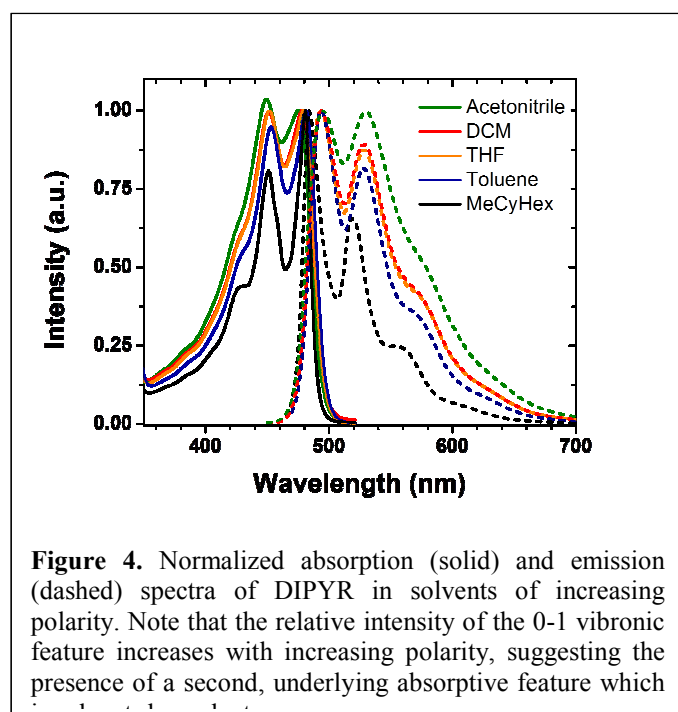 1.00
0.75
0.50
0.25
0.00
Intensity (a.u.)
Acetonitrile
DCM
THF
Toluene
MeCyHex
400 500 600 700
Wavelength (nm)
Figure 4. Normalized absorption (solid) and emission
(dashed) spectra of DIPYR in solvents of increasing
polarity. Note that the relative intensity of the 0-1 vibronic
feature increases with increasing polarity, suggesting the
presence of a second, underlying absorptive feature which